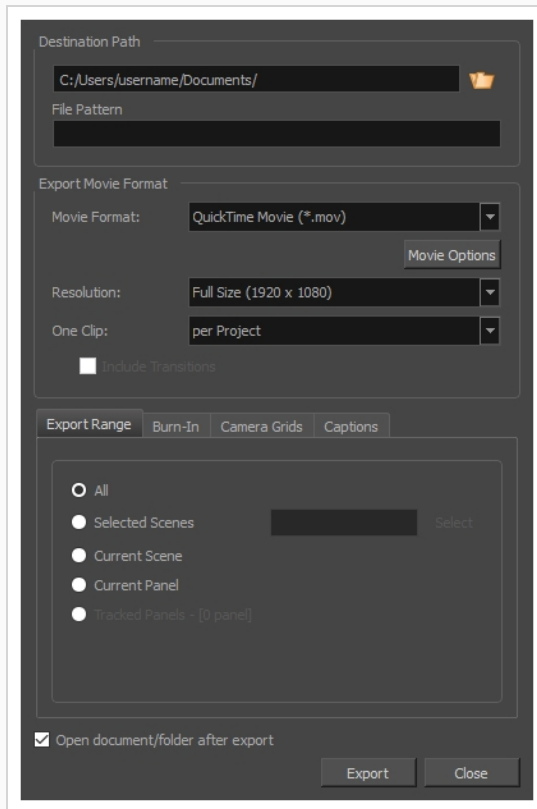 Destination Path
C:/Users/username/Documents/
File Pattern
Export Movie Format
Movie Format: QuickTime Movie (*.mov)
Movie Options
Resolution: Full Size (1920 x 1080)
One Clip: per Project
Include Transitions
Export Range Burn-In Camera Grids Captions
All
Selected Scenes Select
Current Scene
Current Panel
Tracked Panels - [0 panel]
Open document/folder after export
Export Close